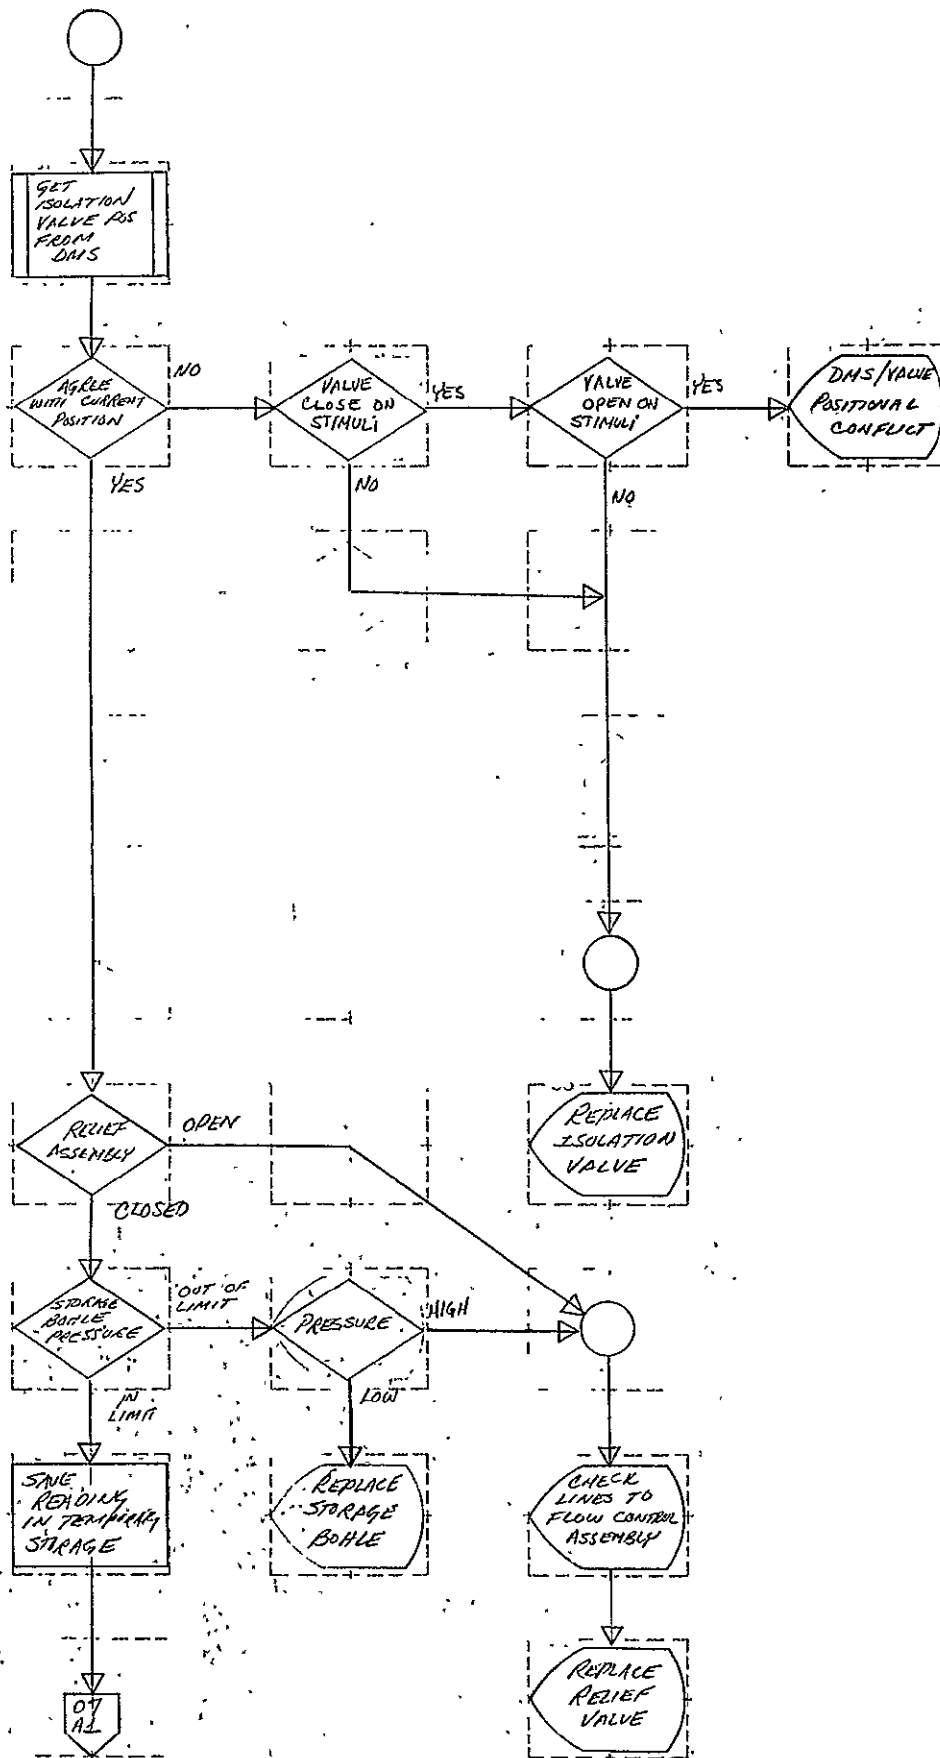 GET
ISOLATION
VALVE POS
FROM
DMS
AGREE
WITH CURRENT
POSITION
NO
YES
VALVE
CLOSE ON
STIMULI
YES
NO
VALVE
OPEN ON
STIMULI
YES
NO
DMS/VALVE
POSITIONAL
CONFLICT
RELIEF
ASSEMBLY
OPEN
CLOSED
REPLACE
ISOLATION
VALVE
STORAGE
BOTTLE
PRESSURE
OUT OF
LIMIT
IN
LIMIT
PRESSURE
HIGH
LOW
SAVE
READING
IN TEMPORARY
STORAGE
REPLACE
STORAGE
BOTTLE
CHECK
LINES TO
FLOW CONTROL
ASSEMBLY
07
A1
REPLACE
RELIEF
VALVE